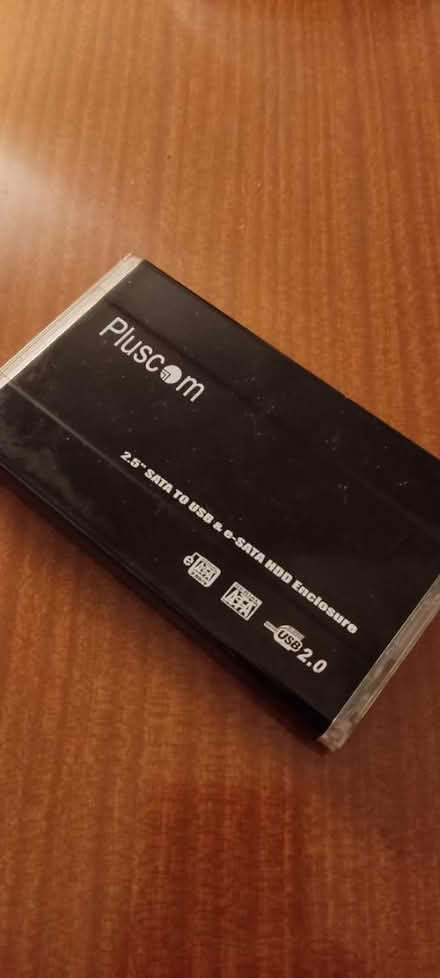 Pluscom
2.5" SATA TO USB & e-SATA HDD Enclosure
USB 2.0